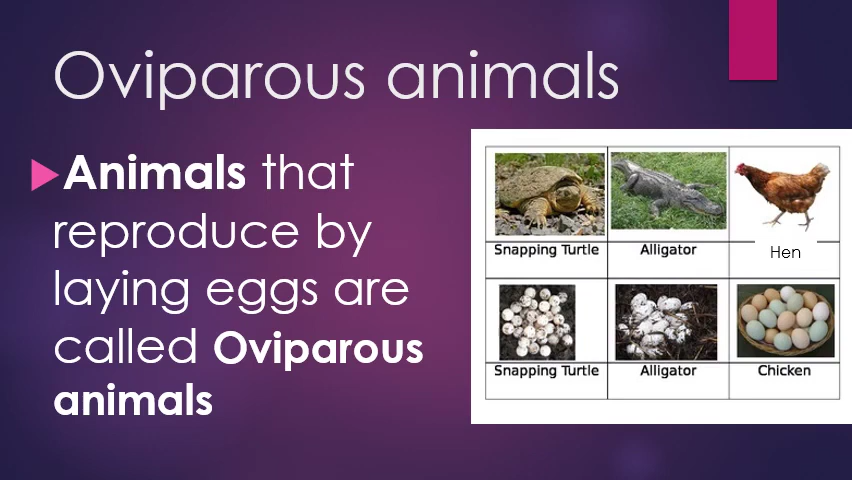 Oviparous animals
Animals that
reproduce by
laying eggs are
called Oviparous
animals
Snapping Turtle Alligator Hen
Snapping Turtle Alligator Chicken